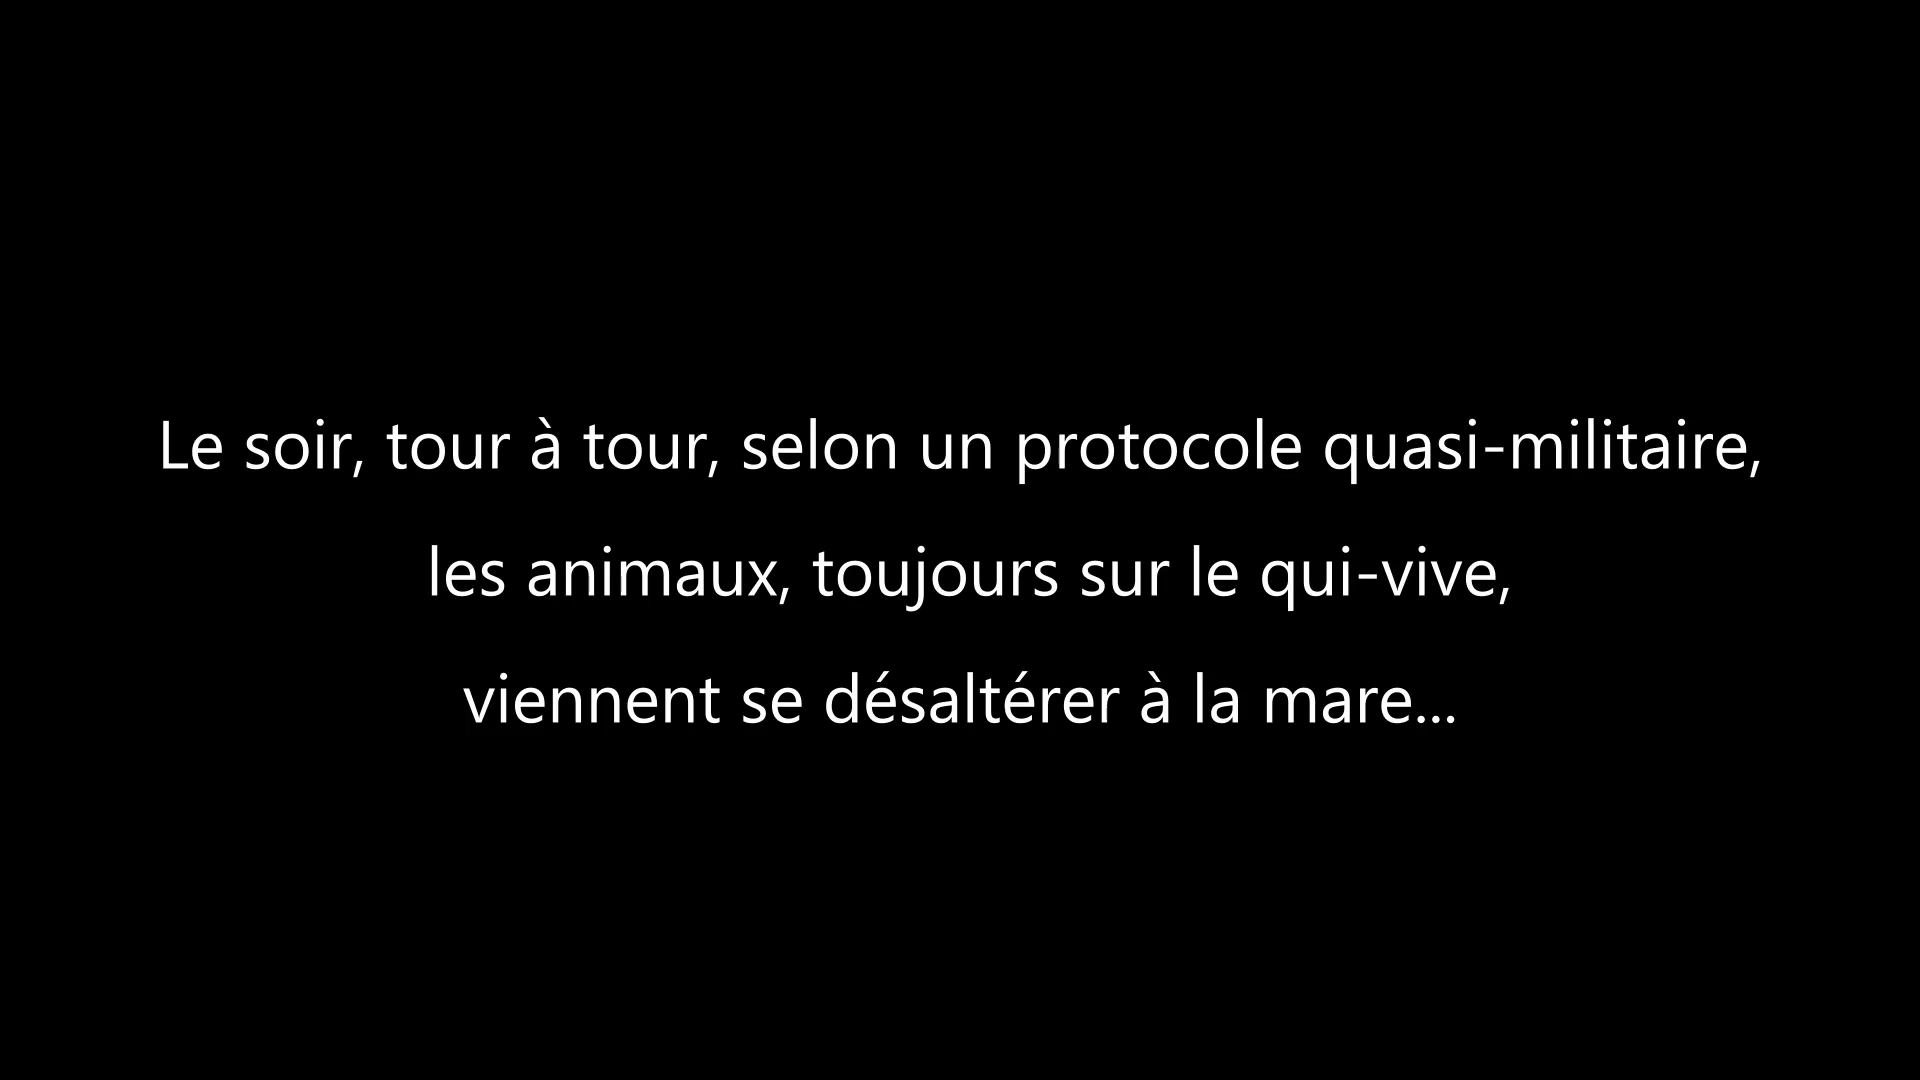 Le soir, tour à tour, selon un protocole quasi-militaire,
les animaux, toujours sur le qui-vive,
viennent se désaltérer à la mare...